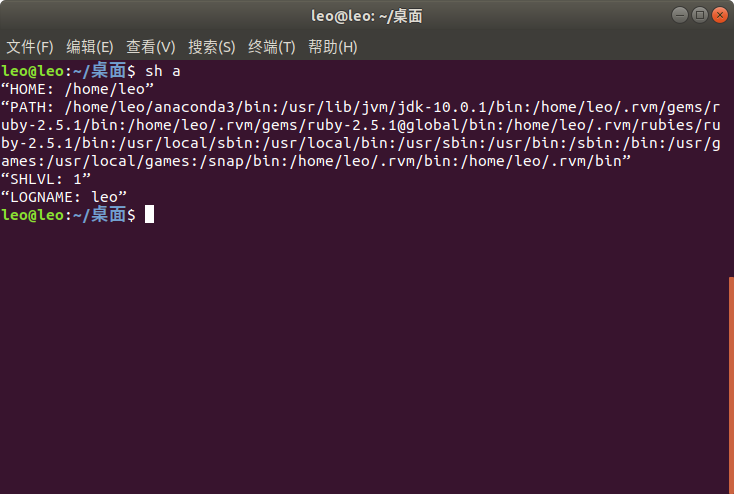 leo@leo: ~/桌面
文件(F) 编辑(E) 查看(V) 搜索(S) 终端(T) 帮助(H)
leo@leo:~/桌面$ sh a
“HOME: /home/leo”
“PATH: /home/leo/anaconda3/bin:/usr/lib/jvm/jdk-10.0.1/bin:/home/leo/.rvm/gems/r
uby-2.5.1/bin:/home/leo/.rvm/gems/ruby-2.5.1@global/bin:/home/leo/.rvm/rubies/ru
by-2.5.1/bin:/usr/local/sbin:/usr/local/bin:/usr/sbin:/usr/bin:/sbin:/bin:/usr/g
ames:/usr/local/games:/snap/bin:/home/leo/.rvm/bin:/home/leo/.rvm/bin”
“SHLVL: 1”
“LOGNAME: leo”
leo@leo:~/桌面$